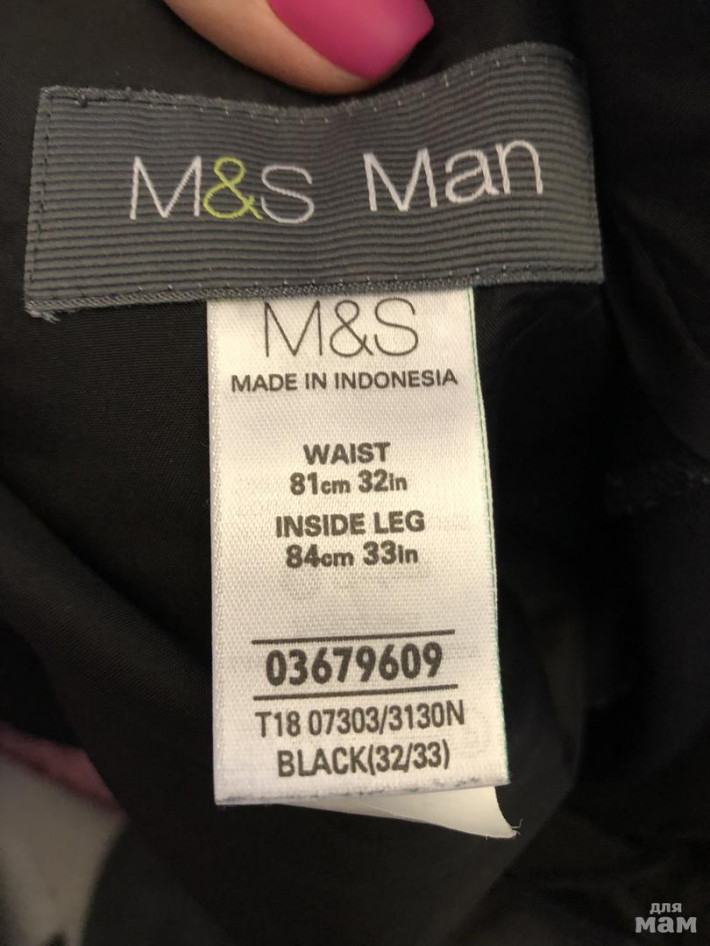 M&S Man
M&S
MADE IN INDONESIA
WAIST
81cm 32in
INSIDE LEG
84cm 33in
03679609
T18 07303/3130N
BLACK(32/33)
для
мам